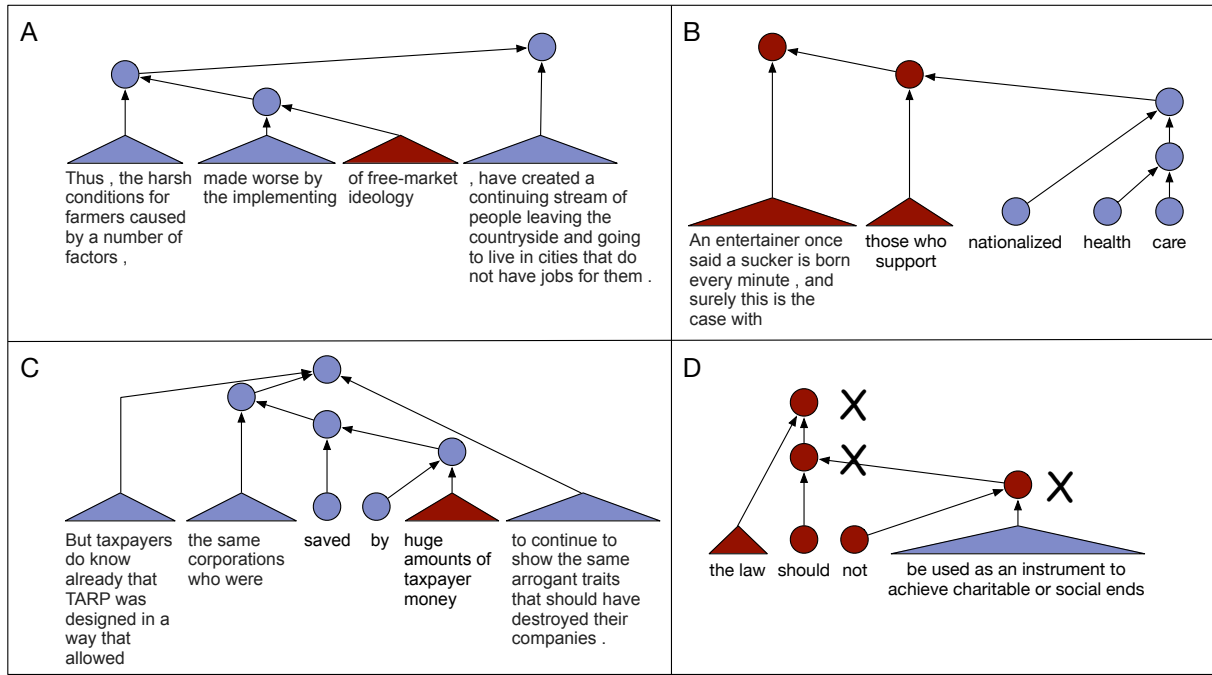 A
Thus , the harsh
conditions for
farmers caused
by a number of
factors ,
made worse by
the implementing
of free-market
ideology
, have created a
continuing stream of
people leaving the
countryside and going
to live in cities that do
not have jobs for them .
B
An entertainer once
said a sucker is born
every minute , and
surely this is the
case with
those who
support
nationalized
health
care
C
But taxpayers
do know
already that
TARP was
designed in a
way that
allowed
the same
corporations
who were
saved
by
huge
amounts of
taxpayer
money
to continue to
show the same
arrogant traits
that should have
destroyed their
companies .
D
X
X
X
the law
should
not
be used as an instrument to
achieve charitable or social ends